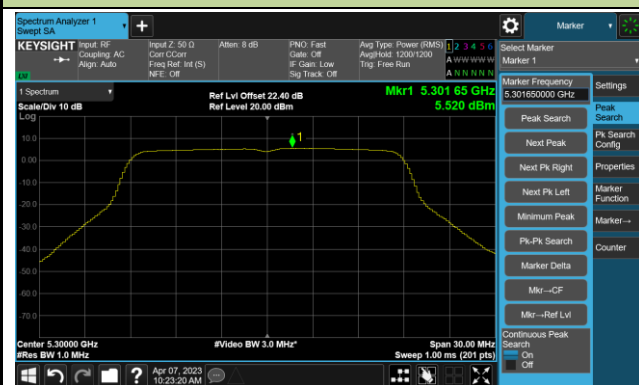 Spectrum Analyzer 1
Swept SA
Marker
KEYSIGHT
Input: RF
Coupling: AC
Align: Auto
Input Z: 50 Ω
Corr CCorr
Freq Ref: Int (S)
NFE: Off
Atten: 8 dB
PNO: Fast
Gate: Off
IF Gain: Low
Sig Track: Off
Avg Type: Power (RMS)
Avg|Hold: 1200/1200
Trig: Free Run
1 2 3 4 5 6
A W W W W W
A N N N N N
LXI
Select Marker
Marker 1
1 Spectrum
Scale/Div 10 dB
Log
Ref Lvl Offset 22.40 dB
Ref Level 20.00 dBm
Mkr1 5.301 65 GHz
5.520 dBm
1
10.0
0.00
-10.0
-20.0
-30.0
-40.0
-50.0
-60.0
-70.0
Center 5.30000 GHz
#Res BW 1.0 MHz
#Video BW 3.0 MHz*
Span 30.00 MHz
Sweep 1.00 ms (201 pts)
Marker Frequency
5.301650000 GHz
Peak Search
Next Peak
Next Pk Right
Next Pk Left
Minimum Peak
Pk-Pk Search
Marker Delta
Mkr→CF
Mkr→Ref Lvl
Continuous Peak
Search
On
Off
Settings
Peak
Search
Pk Search
Config
Properties
Marker
Function
Marker→
Counter
Apr 07, 2023
10:23:20 AM